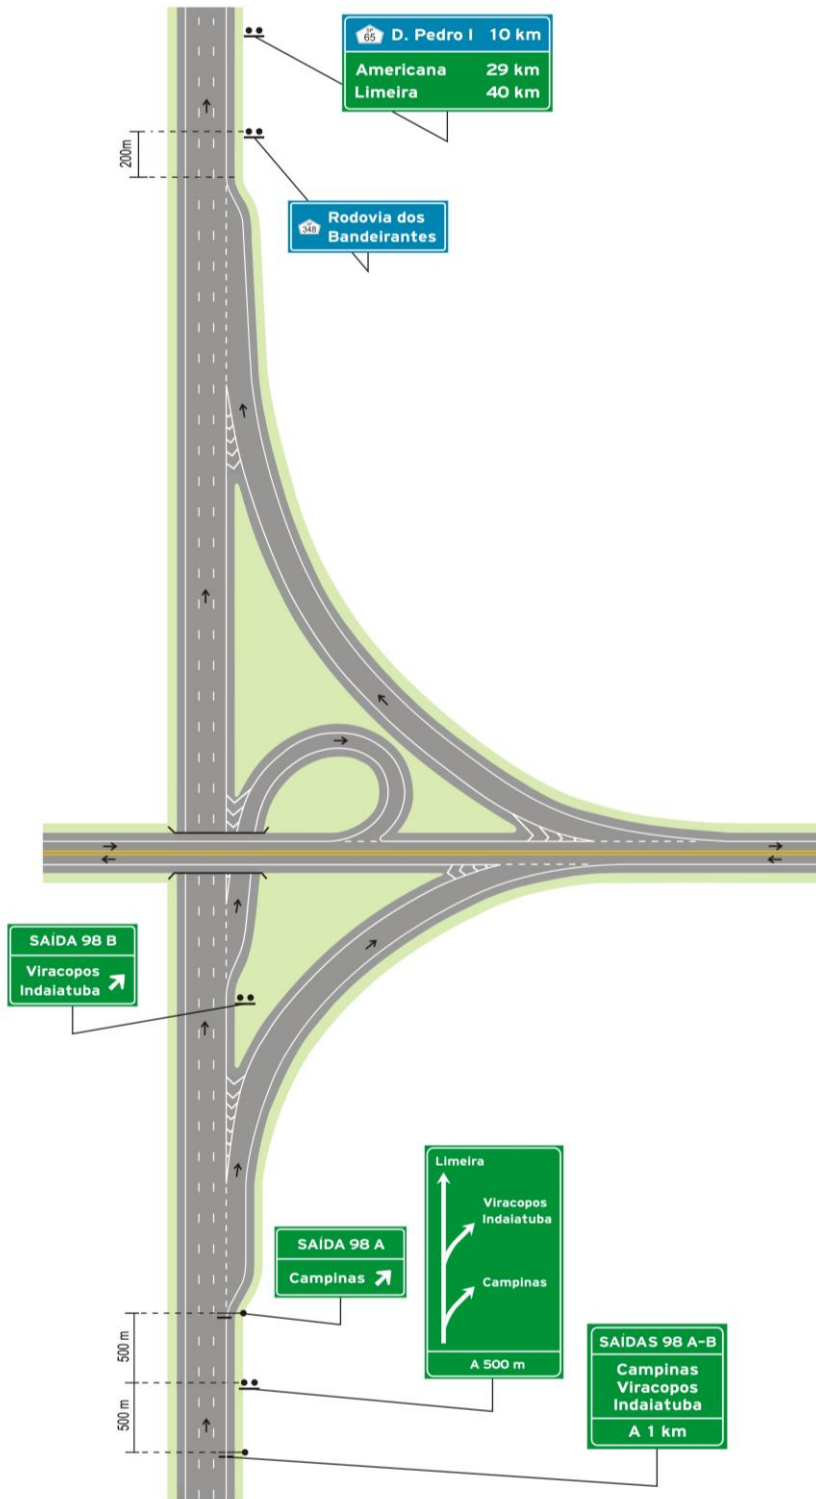 SP
65
D. Pedro I 10 km
Americana 29 km
Limeira 40 km
200m
SP
348
Rodovia dos
Bandeirantes
SAÍDA 98 B
Viracopos
Indaiatuba
Limeira
Viracopos
Indaiatuba
Campinas
A 500 m
SAÍDA 98 A
Campinas
500 m
500 m
SAÍDAS 98 A-B
Campinas
Viracopos
Indaiatuba
A 1 km